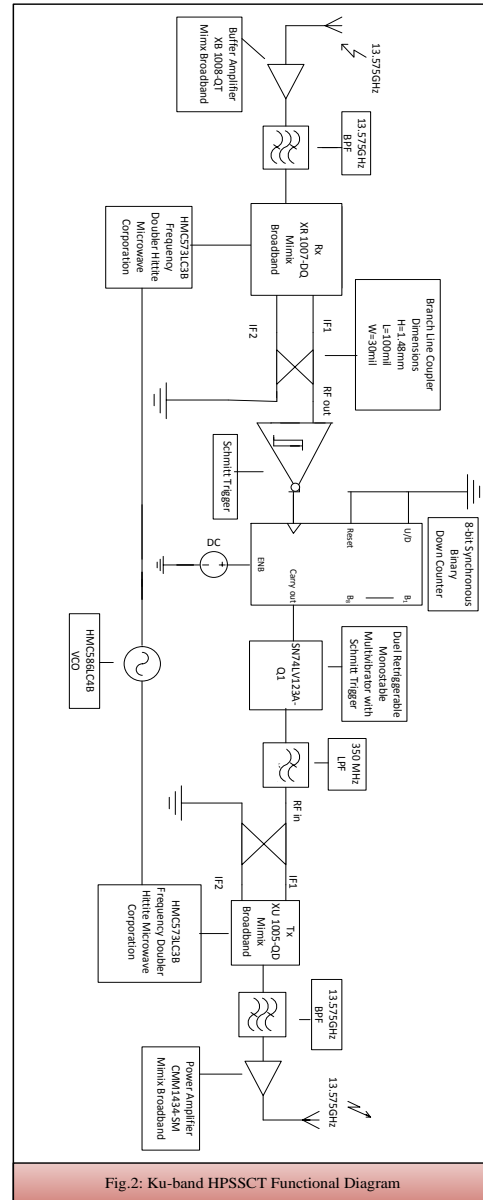 13.575GHz
Buffer Amplifier
XB 1008-QT
Mimx Broadband
13.575GHz
BPF
Rx
XR 1007-DQ
Mimix
Broadband
HMC573LC3B
Frequency
Doubler Hittite
Microwave
Corporation
IF1
IF2
Branch Line Coupler
Dimensions
H=1.48mm
L=100mil
W=30mil
RF out
Schmitt Trigger
8-bit Synchronous
Binary
Down Counter
U/D
Reset
B1
B8
ENB
Carry out
DC
HMC586LC4B
VCO
Duel Retriggerable
Monostable
Multivibrator with
Schmitt Trigger
SN74LV123A-
Q1
350 MHz
LPF
RF in
IF1
IF2
Tx
XU 1005-QD
Mimix
Broadband
HMC573LC3B
Frequency Doubler
Hittite Microwave
Corporation
13.575GHz
BPF
Power Amplifier
CMM1434-SM
Mimix Broadband
13.575GHz
Fig.2: Ku-band HPSSCT Functional Diagram